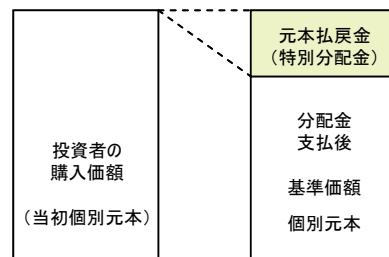 投資者の
購入価額
（当初個別元本）
元本払戻金
（特別分配金）
分配金
支払後
基準価額
個別元本